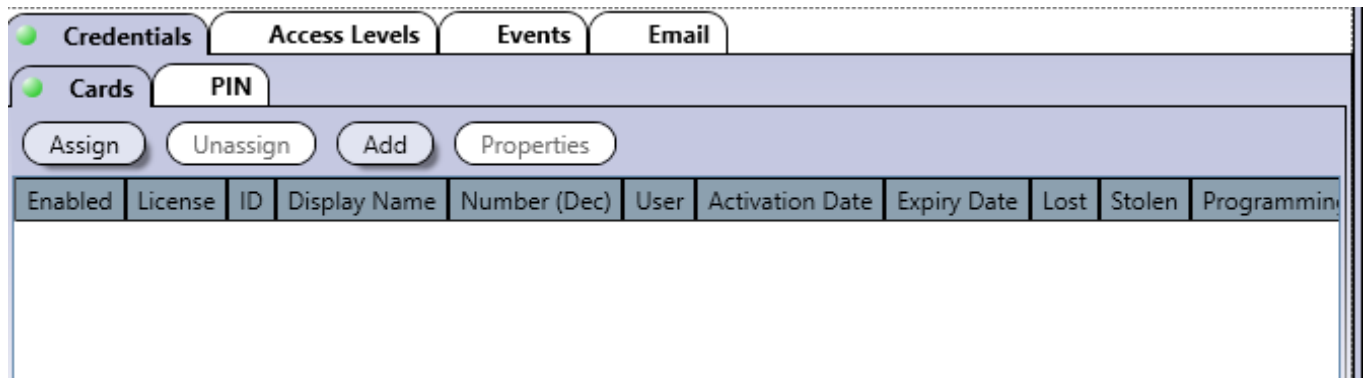 Credentials Access Levels Events Email
Cards PIN
Assign Unassign Add Properties
Enabled License ID Display Name Number (Dec) User Activation Date Expiry Date Lost Stolen Programming